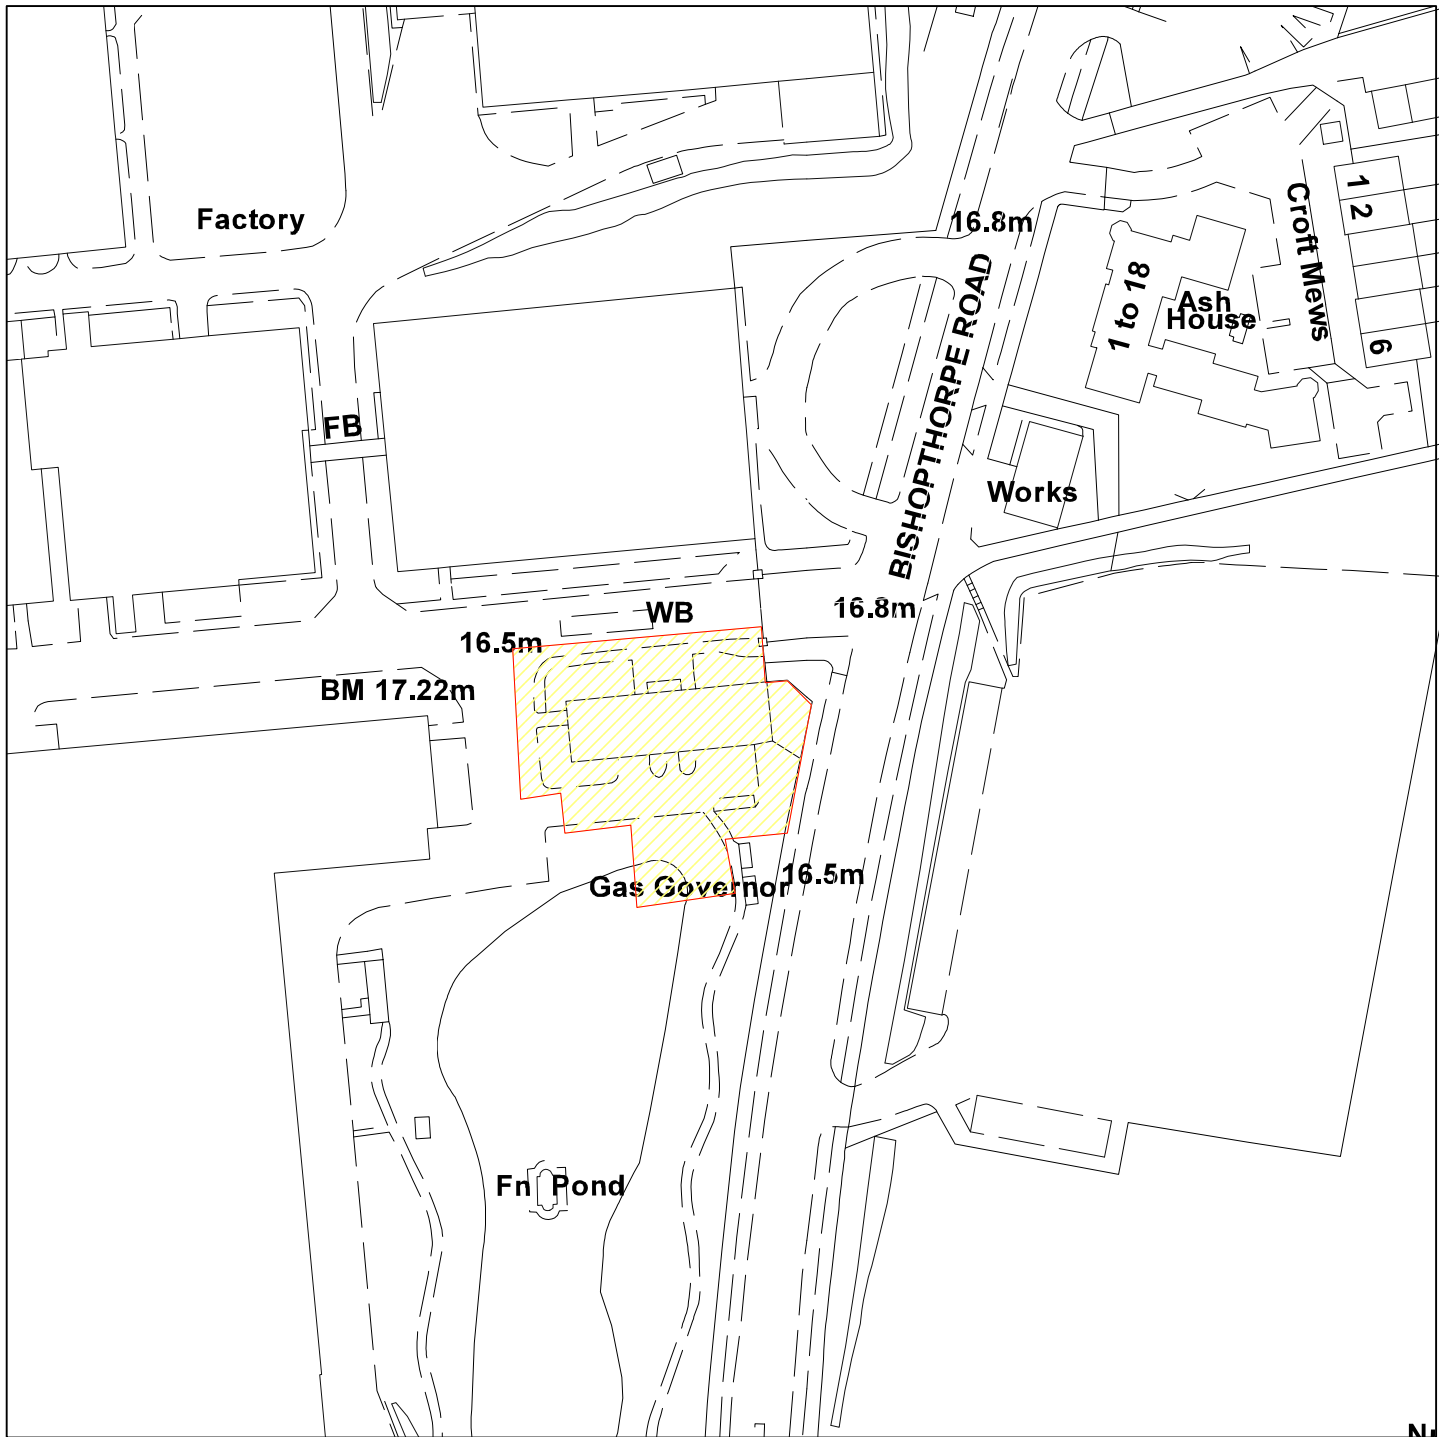 Factory
16.8m
1
2
Croft Mews
1 to 18
Ash
House
6
BISHOPTHORPE ROAD
FB
Works
WB
16.8m
16.5m
BM 17.22m
16.5m
Gas Governor
Fn Pond